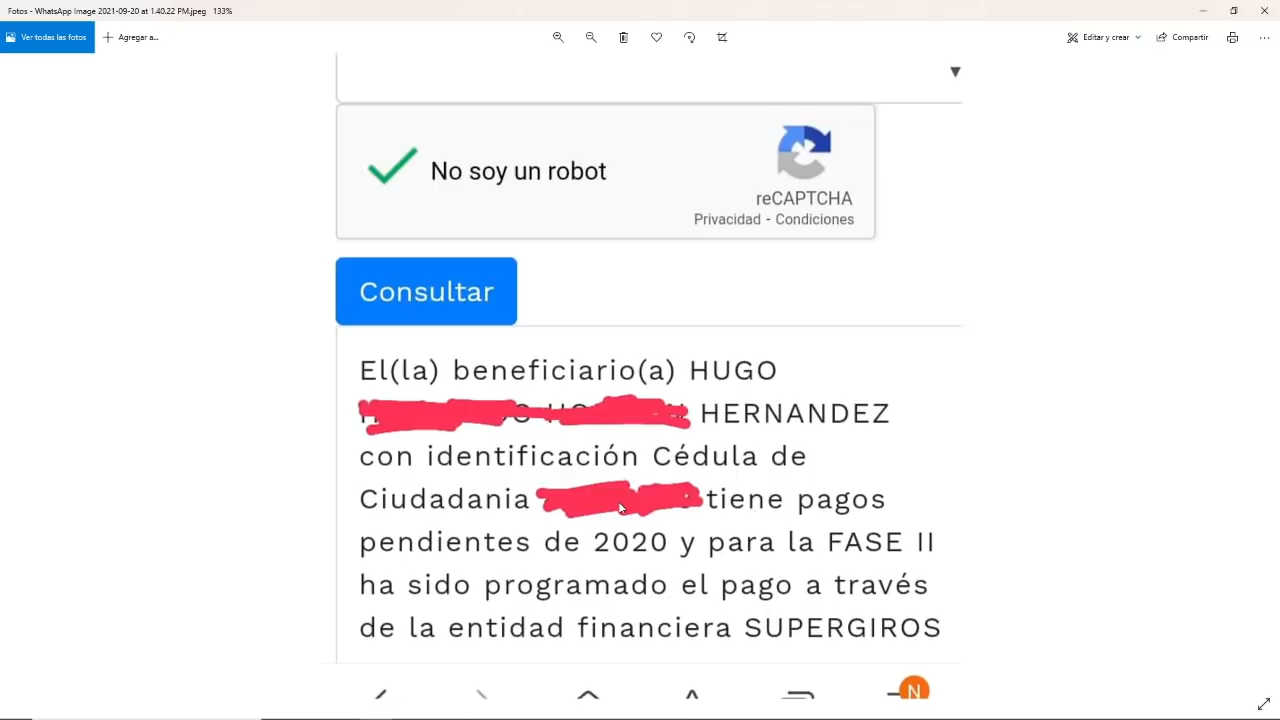 Fotos - WhatsApp Image 2021-09-20 at 1.40.22 PM.jpeg 133%
Ver todas las fotos
Agregar a...
Editar y crear
Compartir
No soy un robot
reCAPTCHA
Privacidad - Condiciones
Consultar
El(la) beneficiario(a) HUGO
HERNANDEZ
con identificación Cédula de
Ciudadania tiene pagos
pendientes de 2020 y para la FASE II
ha sido programado el pago a través
de la entidad financiera SUPERGIROS
N